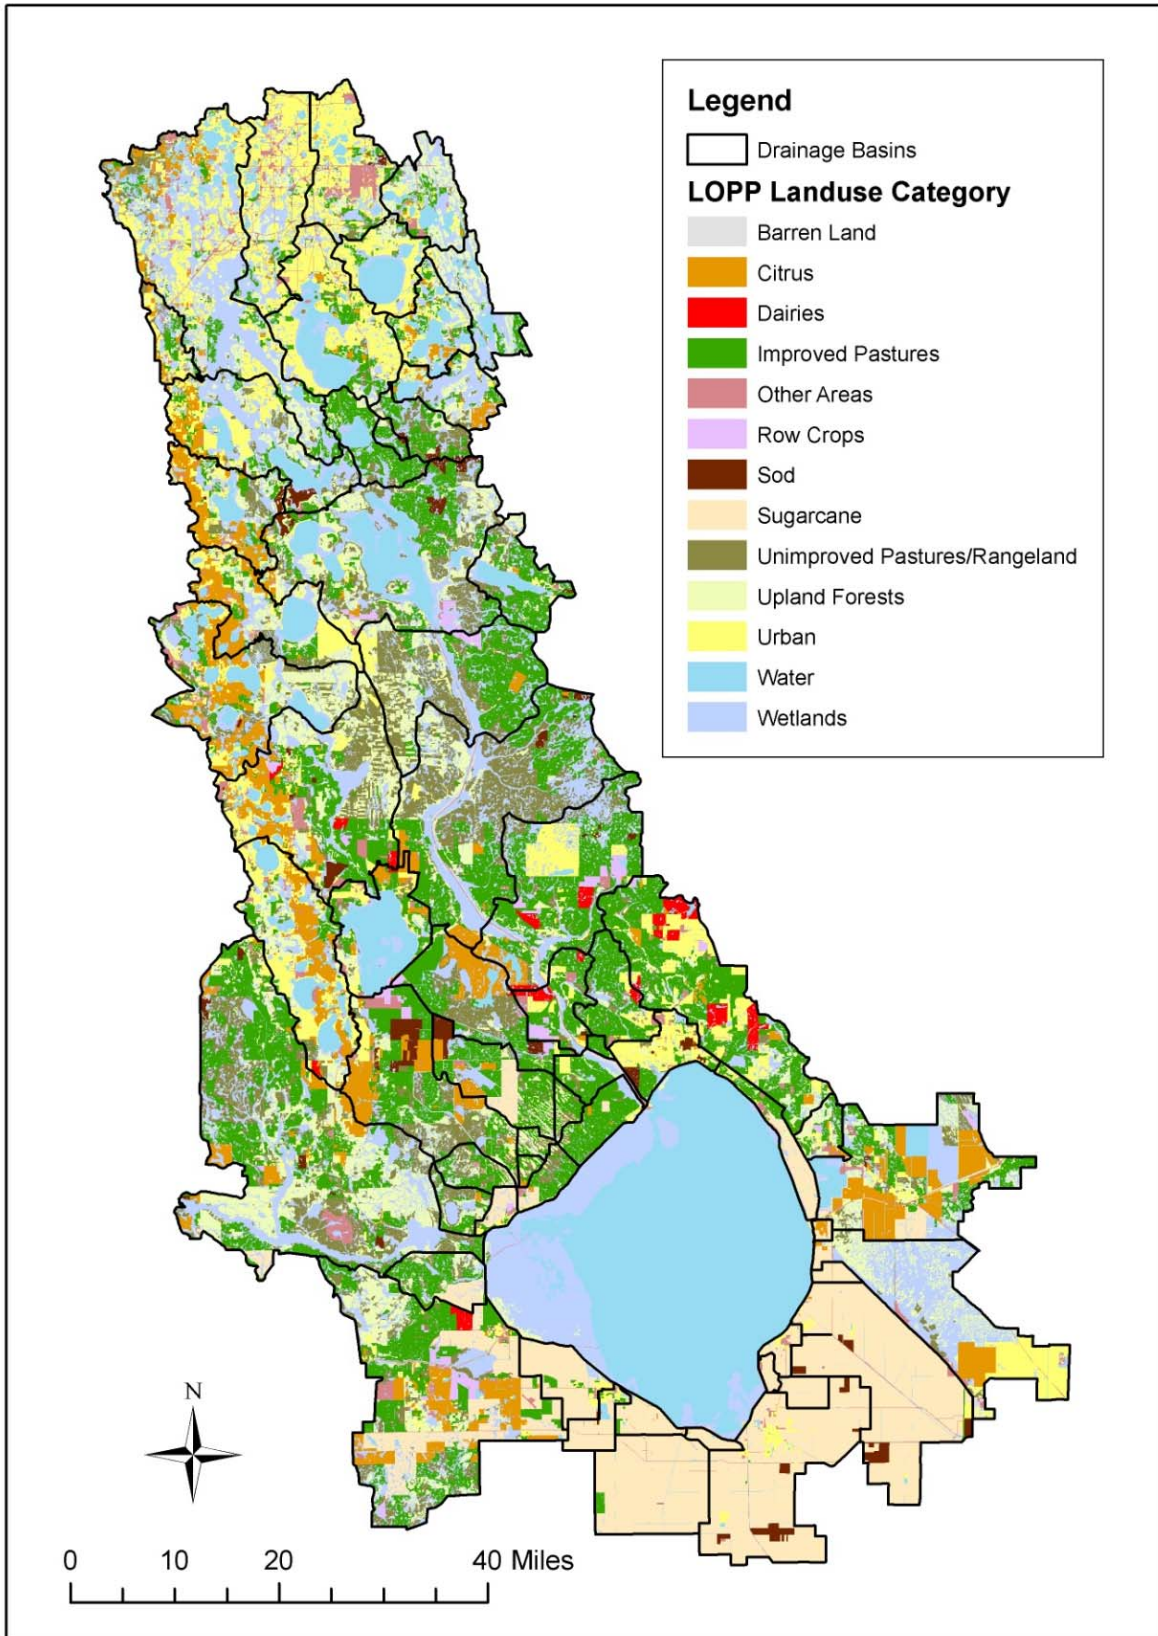 Legend
Drainage Basins
LOPP Landuse Category
Barren Land
Citrus
Dairies
Improved Pastures
Other Areas
Row Crops
Sod
Sugarcane
Unimproved Pastures/Rangeland
Upland Forests
Urban
Water
Wetlands
N
0 10 20 40 Miles